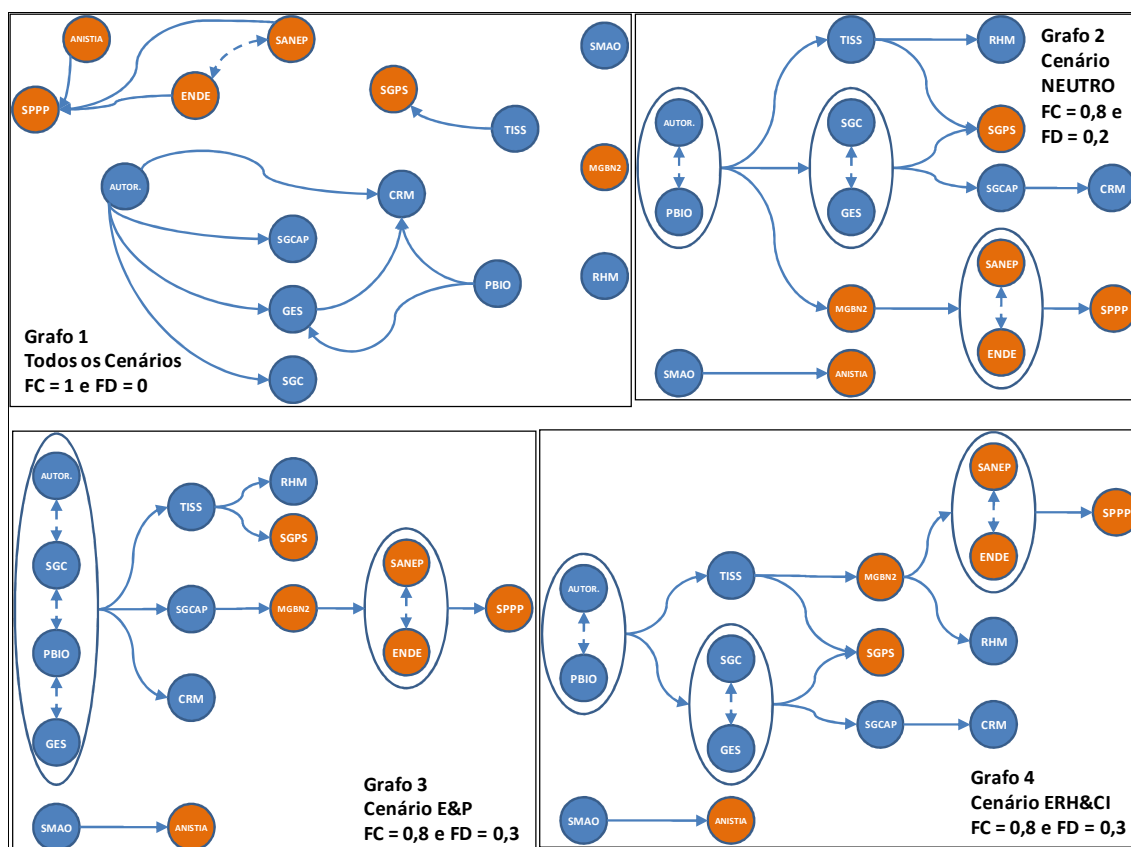 ANISTIA
SANEP
SPPP
ENDE
SGPS
TISS
SMAO
MGBN2
RHM
AUTOR.
CRM
SGCAP
GES
PBIO
SGC
Grafo 1
Todos os Cenários
FC = 1 e FD = 0
TISS
RHM
Grafo 2
Cenário
NEUTRO
FC = 0,8 e
FD = 0,2
AUTOR.
SGC
SGPS
PBIO
GES
SGCAP
CRM
SANEP
MGBN2
SPPP
ENDE
SMAO
ANISTIA
AUTOR.
RHM
TISS
SGPS
SGC
SANEP
SGCAP
MGBN2
SPPP
PBIO
ENDE
CRM
GES
SMAO
ANISTIA
Grafo 3
Cenário E&P
FC = 0,8 e FD = 0,3
SANEP
SPPP
ENDE
AUTOR.
TISS
MGBN2
PBIO
SGC
SGPS
RHM
GES
SGCAP
CRM
SMAO
ANISTIA
Grafo 4
Cenário ERH&CI
FC = 0,8 e FD = 0,3